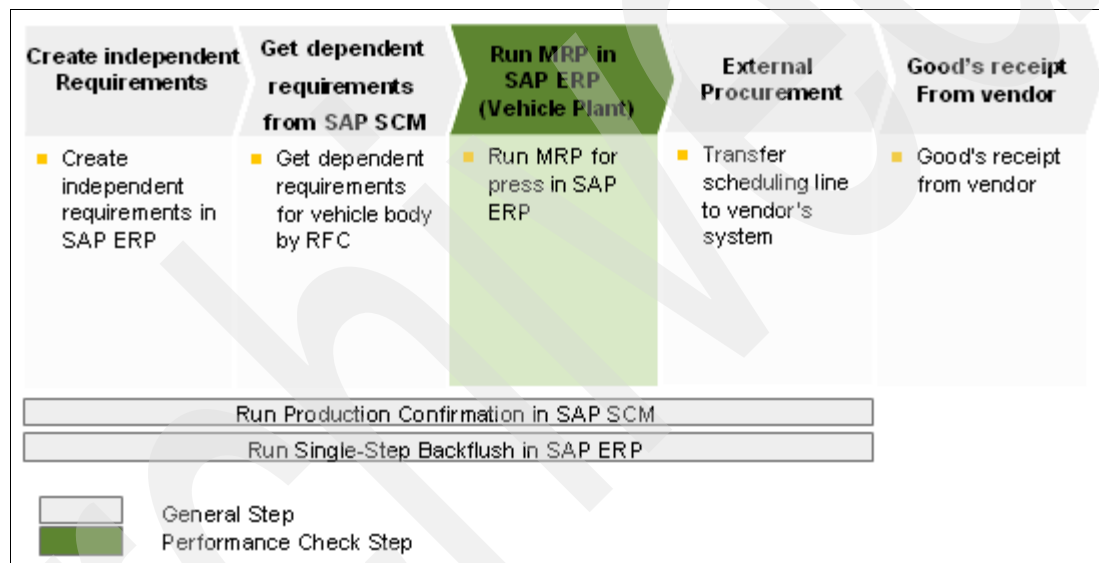 Create independent
Requirements
Get dependent
requirements
from SAP SCM
Run MRP in
SAP ERP
(Vehicle Plant)
External
Procurement
Good's receipt
From vendor
Create
independent
requirements in
SAP ERP
Get dependent
requirements
for vehicle body
by RFC
Run MRP for
press in SAP
ERP
Transfer
scheduling line
to vendor's
system
Good's receipt
from vendor
Run Production Confirmation in SAP SCM
Run Single-Step Backflush in SAP ERP
General Step
Performance Check Step